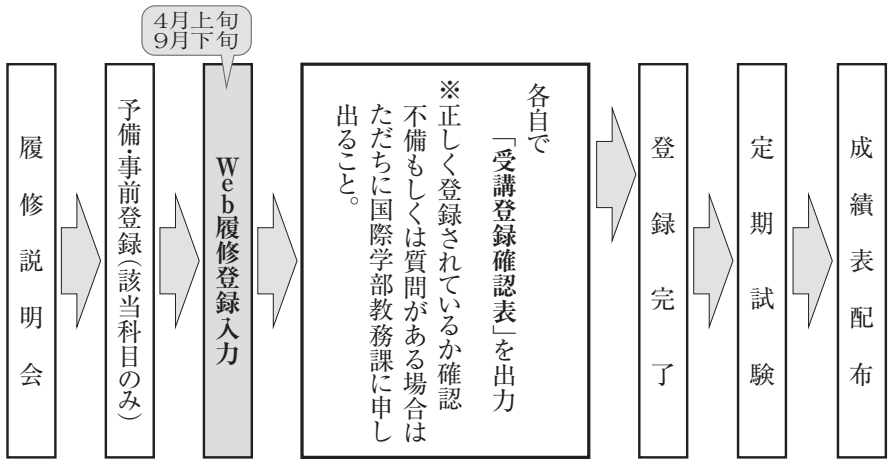 4月上旬
9月下旬
履修説明会
予備・事前登録(該当科目のみ)
Web履修登録入力
各自で
「受講登録確認表」を出力
※正しく登録されているか確認
不備もしくは質問がある場合は
ただちに国際学部教務課に申し
出ること。
登録完了
定期試験
成績表配布